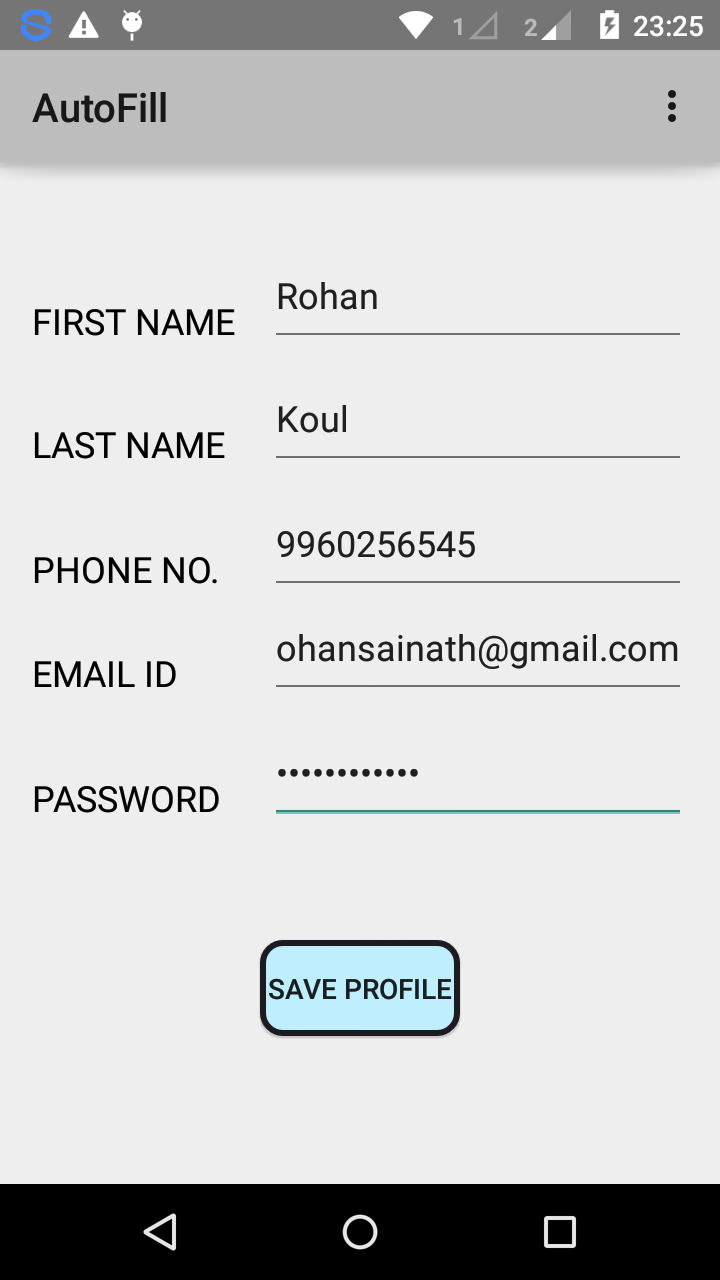 1 2 23:25
AutoFill
FIRST NAME Rohan
LAST NAME Koul
PHONE NO. 9960256545
EMAIL ID ohansainath@gmail.com
PASSWORD ••••••••••••
SAVE PROFILE